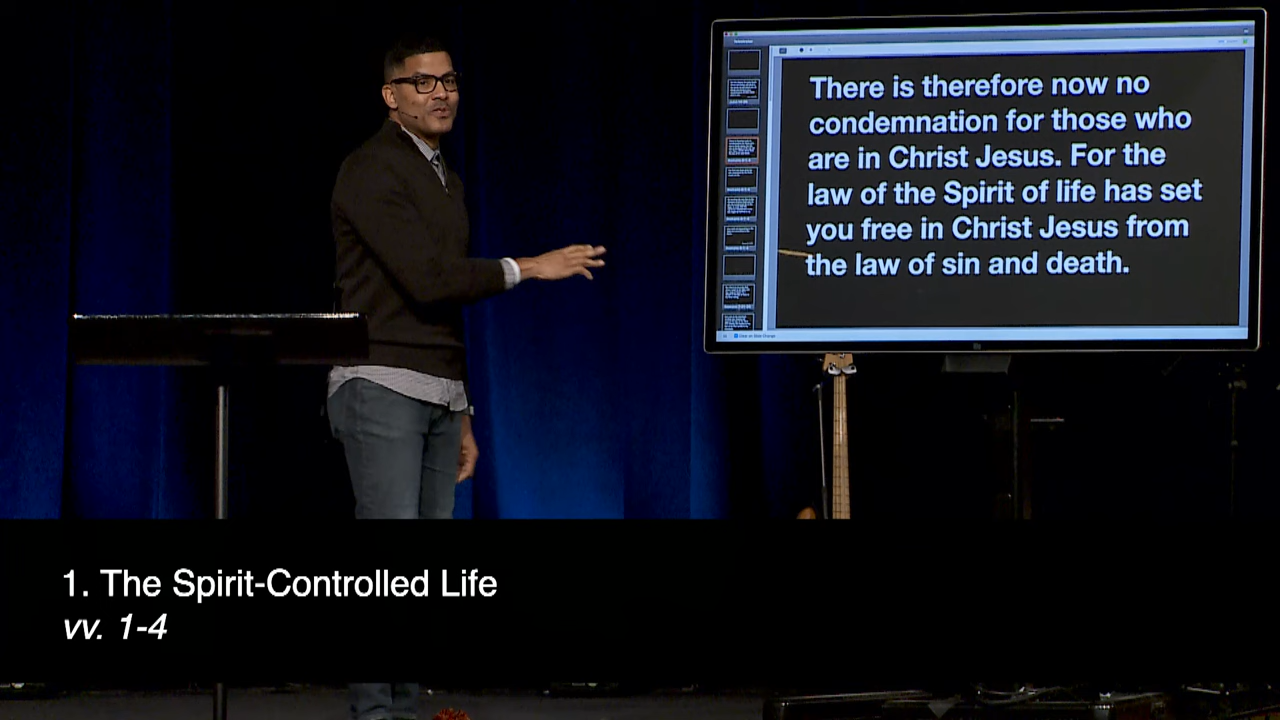 There is therefore now no
condemnation for those who
are in Christ Jesus. For the
law of the Spirit of life has set
you free in Christ Jesus from
the law of sin and death.
1. The Spirit-Controlled Life
vv. 1-4